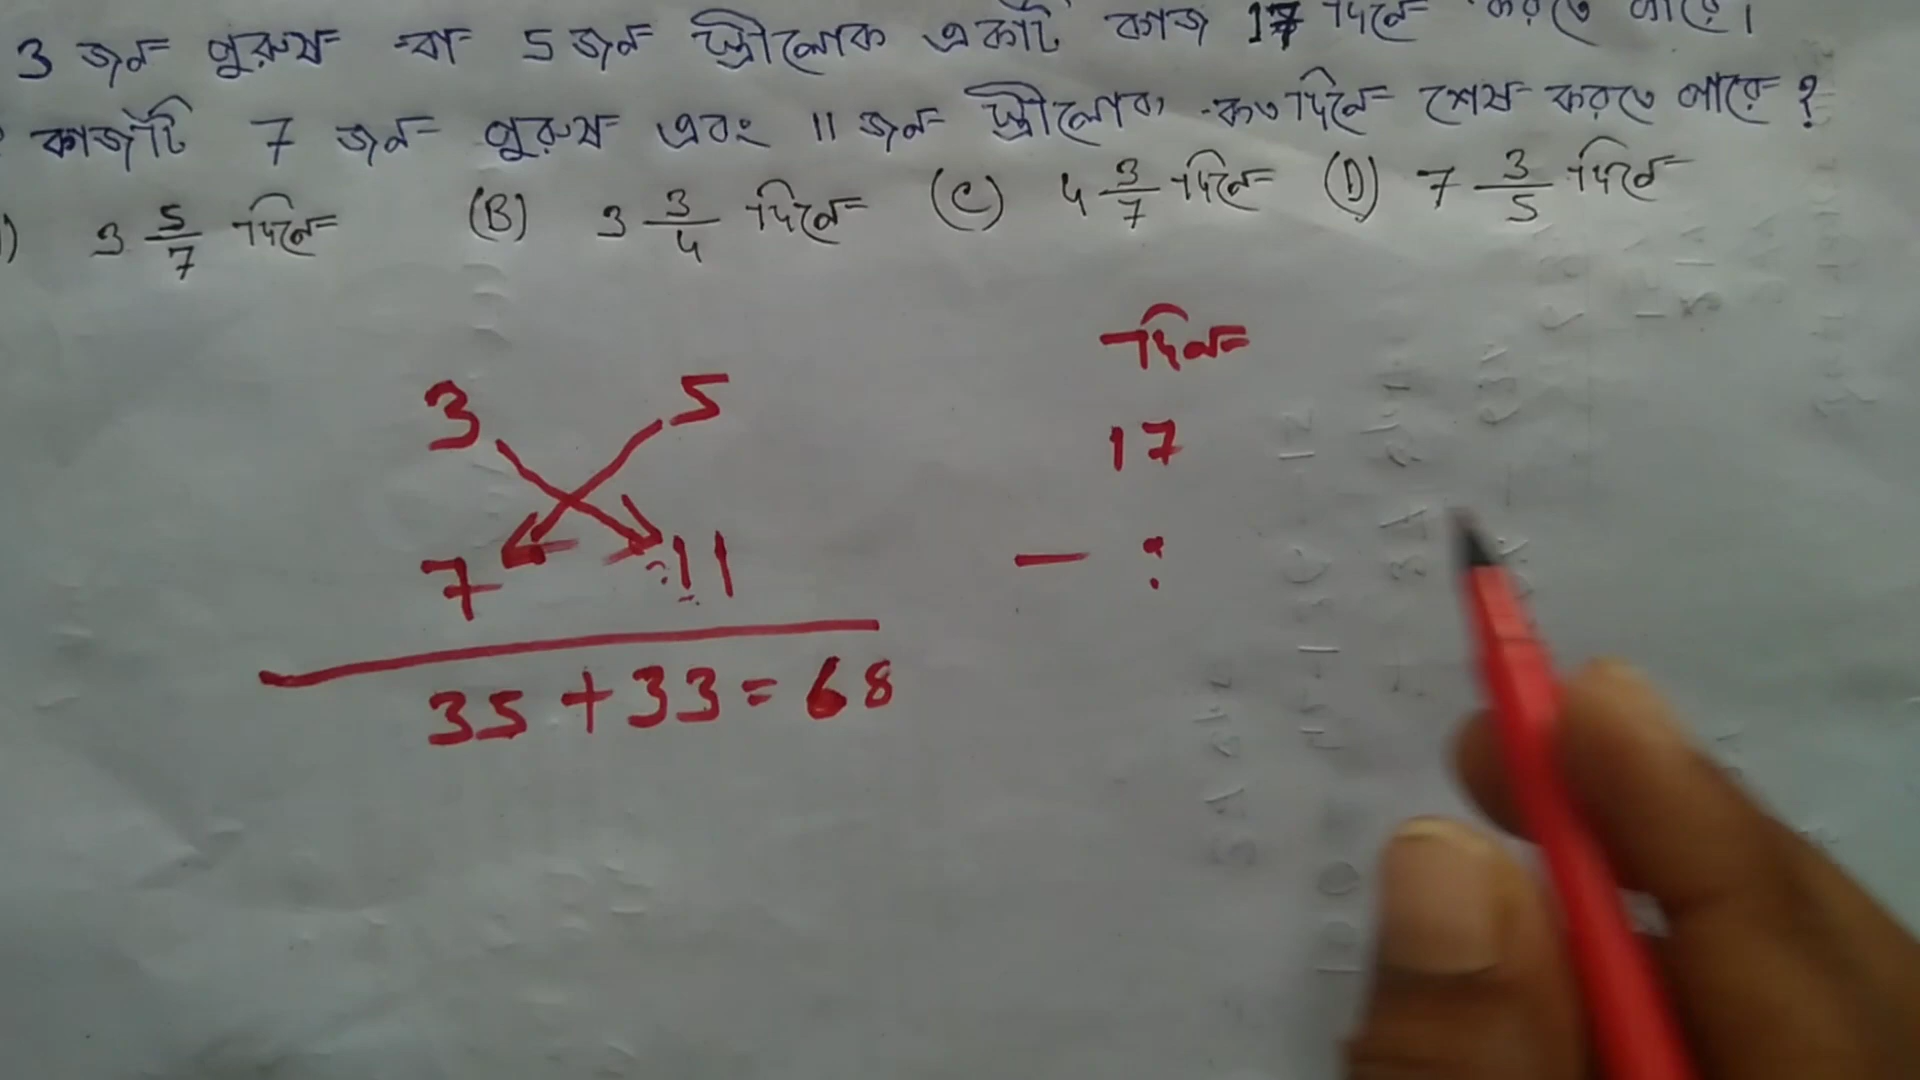 3 জন পুরুষ বা 5 জন স্ত্রীলোক একটি কাজ 17 দিনে করতে পারে।
কাজটি 7 জন পুরুষ এবং 11 জন স্ত্রীলোক কত দিনে শেষ করতে পারে ?
) 3 5/7 দিনে (B) 3 3/4 দিনে (C) 4 3/7 দিনে (D) 7 3/5 দিনে
দিন
3 5 17
7 11 — ?
35 + 33 = 68